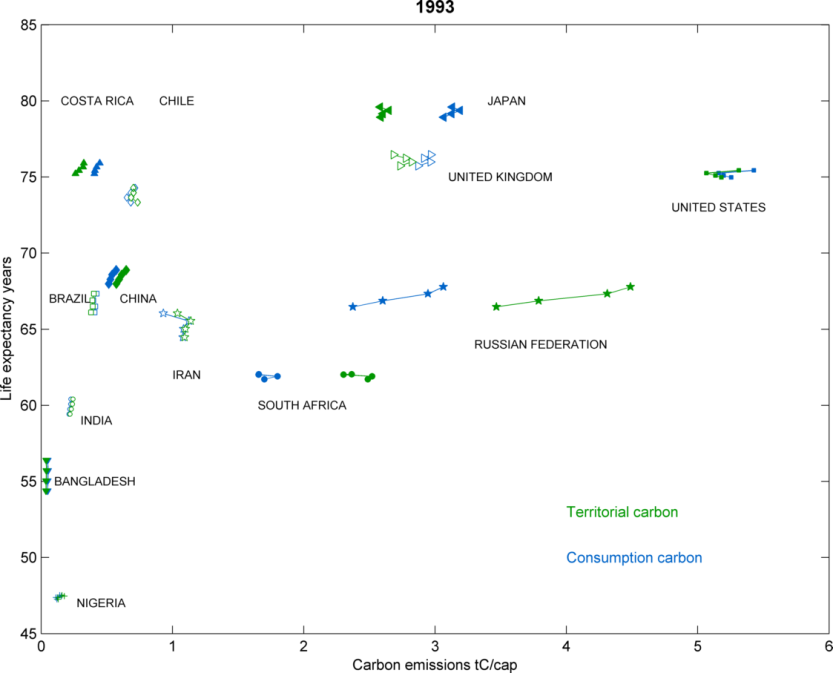 1993
85
80
75
70
65
60
55
50
45
Life expectancy years
COSTA RICA
CHILE
JAPAN
UNITED KINGDOM
UNITED STATES
BRAZIL
CHINA
RUSSIAN FEDERATION
IRAN
SOUTH AFRICA
INDIA
BANGLADESH
Territorial carbon
Consumption carbon
NIGERIA
0 1 2 3 4 5 6
Carbon emissions tC/cap